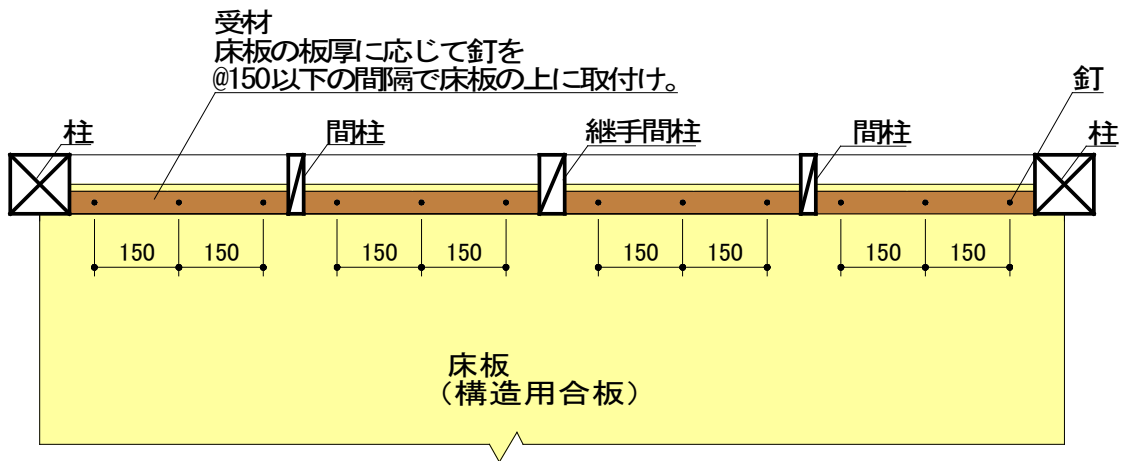 受材
床板の板厚に応じて釘を
@150以下の間隔で床板の上に取付け。
釘
柱
間柱
継手間柱
間柱
柱
150 150 150 150 150 150 150 150
床板
(構造用合板)